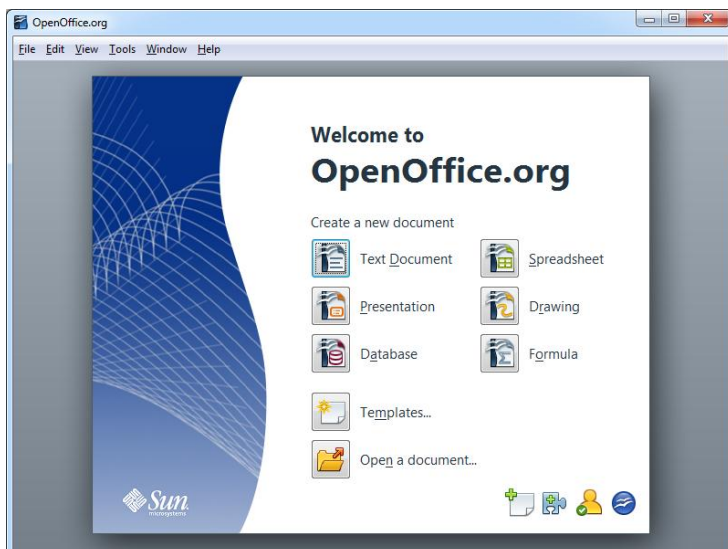 OpenOffice.org
File Edit View Tools Window Help
Welcome to
OpenOffice.org
Create a new document
Text Document Spreadsheet
Presentation Drawing
Database Formula
Templates...
Open a document...
Sun
microsystems